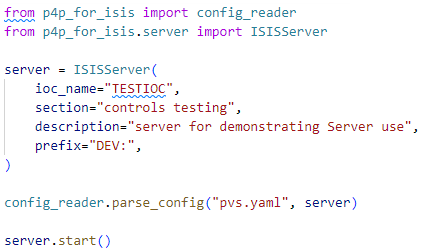 from p4p_for_isis import config_reader
from p4p_for_isis.server import ISISServer

server = ISISServer(
    ioc_name="TESTIOC",
    section="controls testing",
    description="server for demonstrating Server use",
    prefix="DEV:",
)

config_reader.parse_config("pvs.yaml", server)

server.start()